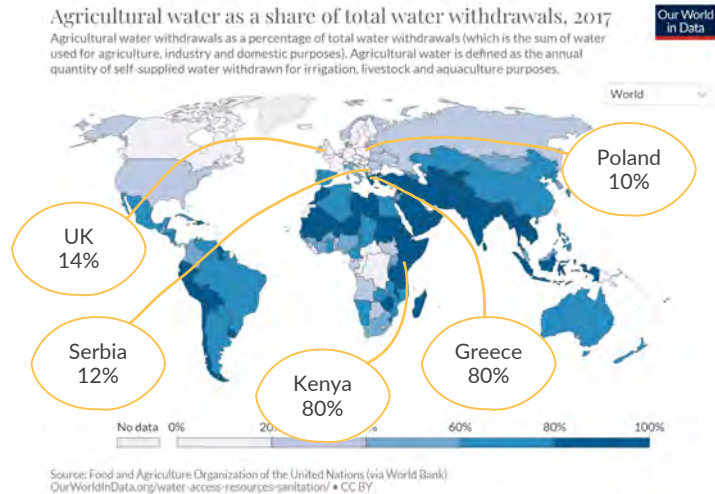 Agricultural water as a share of total water withdrawals, 2017
Our World
in Data
Agricultural water withdrawals as a percentage of total water withdrawals (which is the sum of water
used for agriculture, industry and domestic purposes). Agricultural water is defined as the annual
quantity of self-supplied water withdrawn for irrigation, livestock and aquaculture purposes.
World
Poland
10%
UK
14%
Serbia
12%
Kenya
80%
Greece
80%
No data 0% 60% 80% 100%
Source: Food and Agriculture Organization of the United Nations (via World Bank)
OurWorldInData.org/water-access-resources-sanitation/ • CC BY